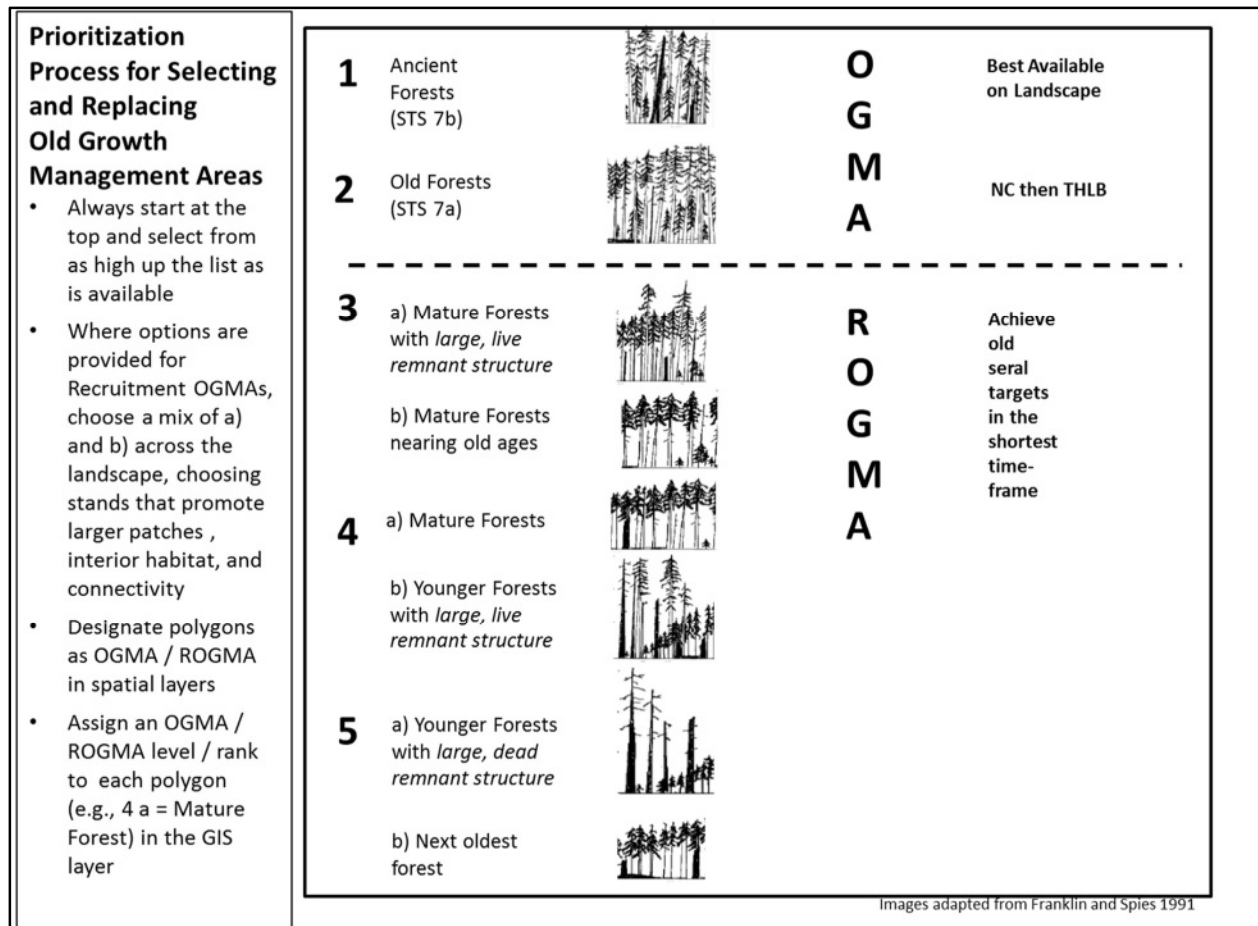 Prioritization
Process for Selecting
and Replacing
Old Growth
Management Areas
• Always start at the
top and select from
as high up the list as
is available
• Where options are
provided for
Recruitment OGMAs,
choose a mix of a)
and b) across the
landscape, choosing
stands that promote
larger patches ,
interior habitat, and
connectivity
• Designate polygons
as OGMA / ROGMA
in spatial layers
• Assign an OGMA /
ROGMA level / rank
to each polygon
(e.g., 4 a = Mature
Forest) in the GIS
layer
1
Ancient
Forests
(STS 7b)
2
Old Forests
(STS 7a)
O
G
M
A
Best Available
on Landscape
NC then THLB
3
a) Mature Forests
with large, live
remnant structure
b) Mature Forests
nearing old ages
4
a) Mature Forests
b) Younger Forests
with large, live
remnant structure
5
a) Younger Forests
with large, dead
remnant structure
b) Next oldest
forest
R
O
G
M
A
Achieve
old
seral
targets
in the
shortest
time-
frame
Images adapted from Franklin and Spies 1991